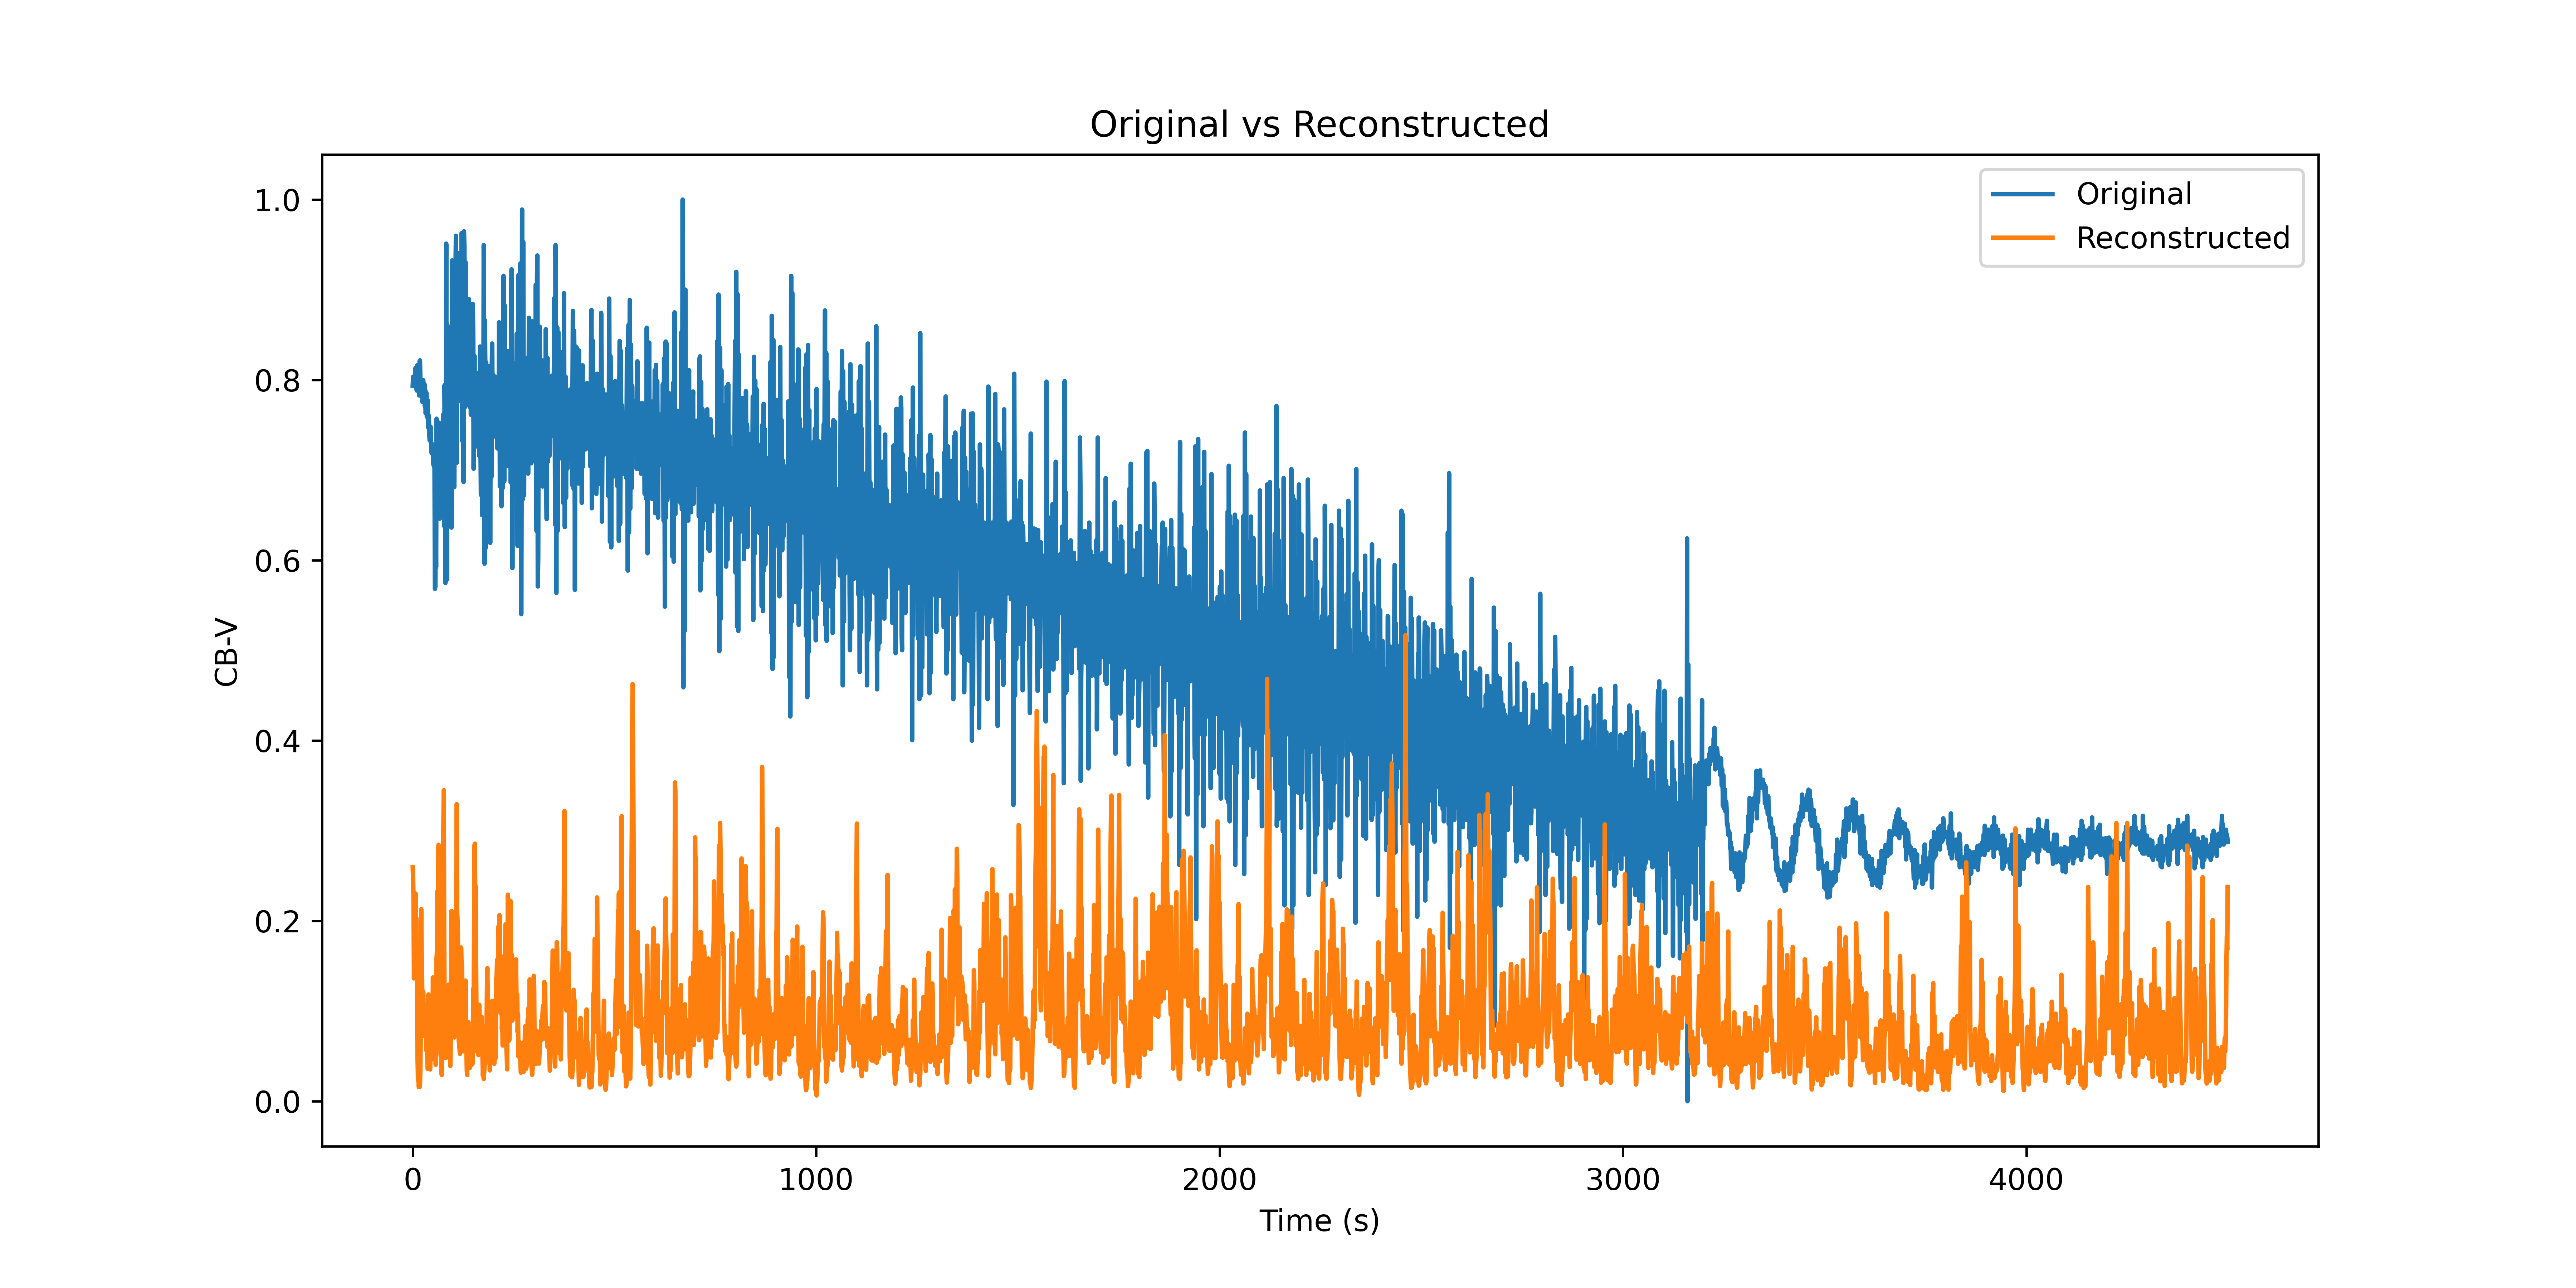 Original vs Reconstructed
Original
Reconstructed
1.0
0.8
0.6
0.4
0.2
0.0
CB-V
0
1000
2000
3000
4000
Time (s)